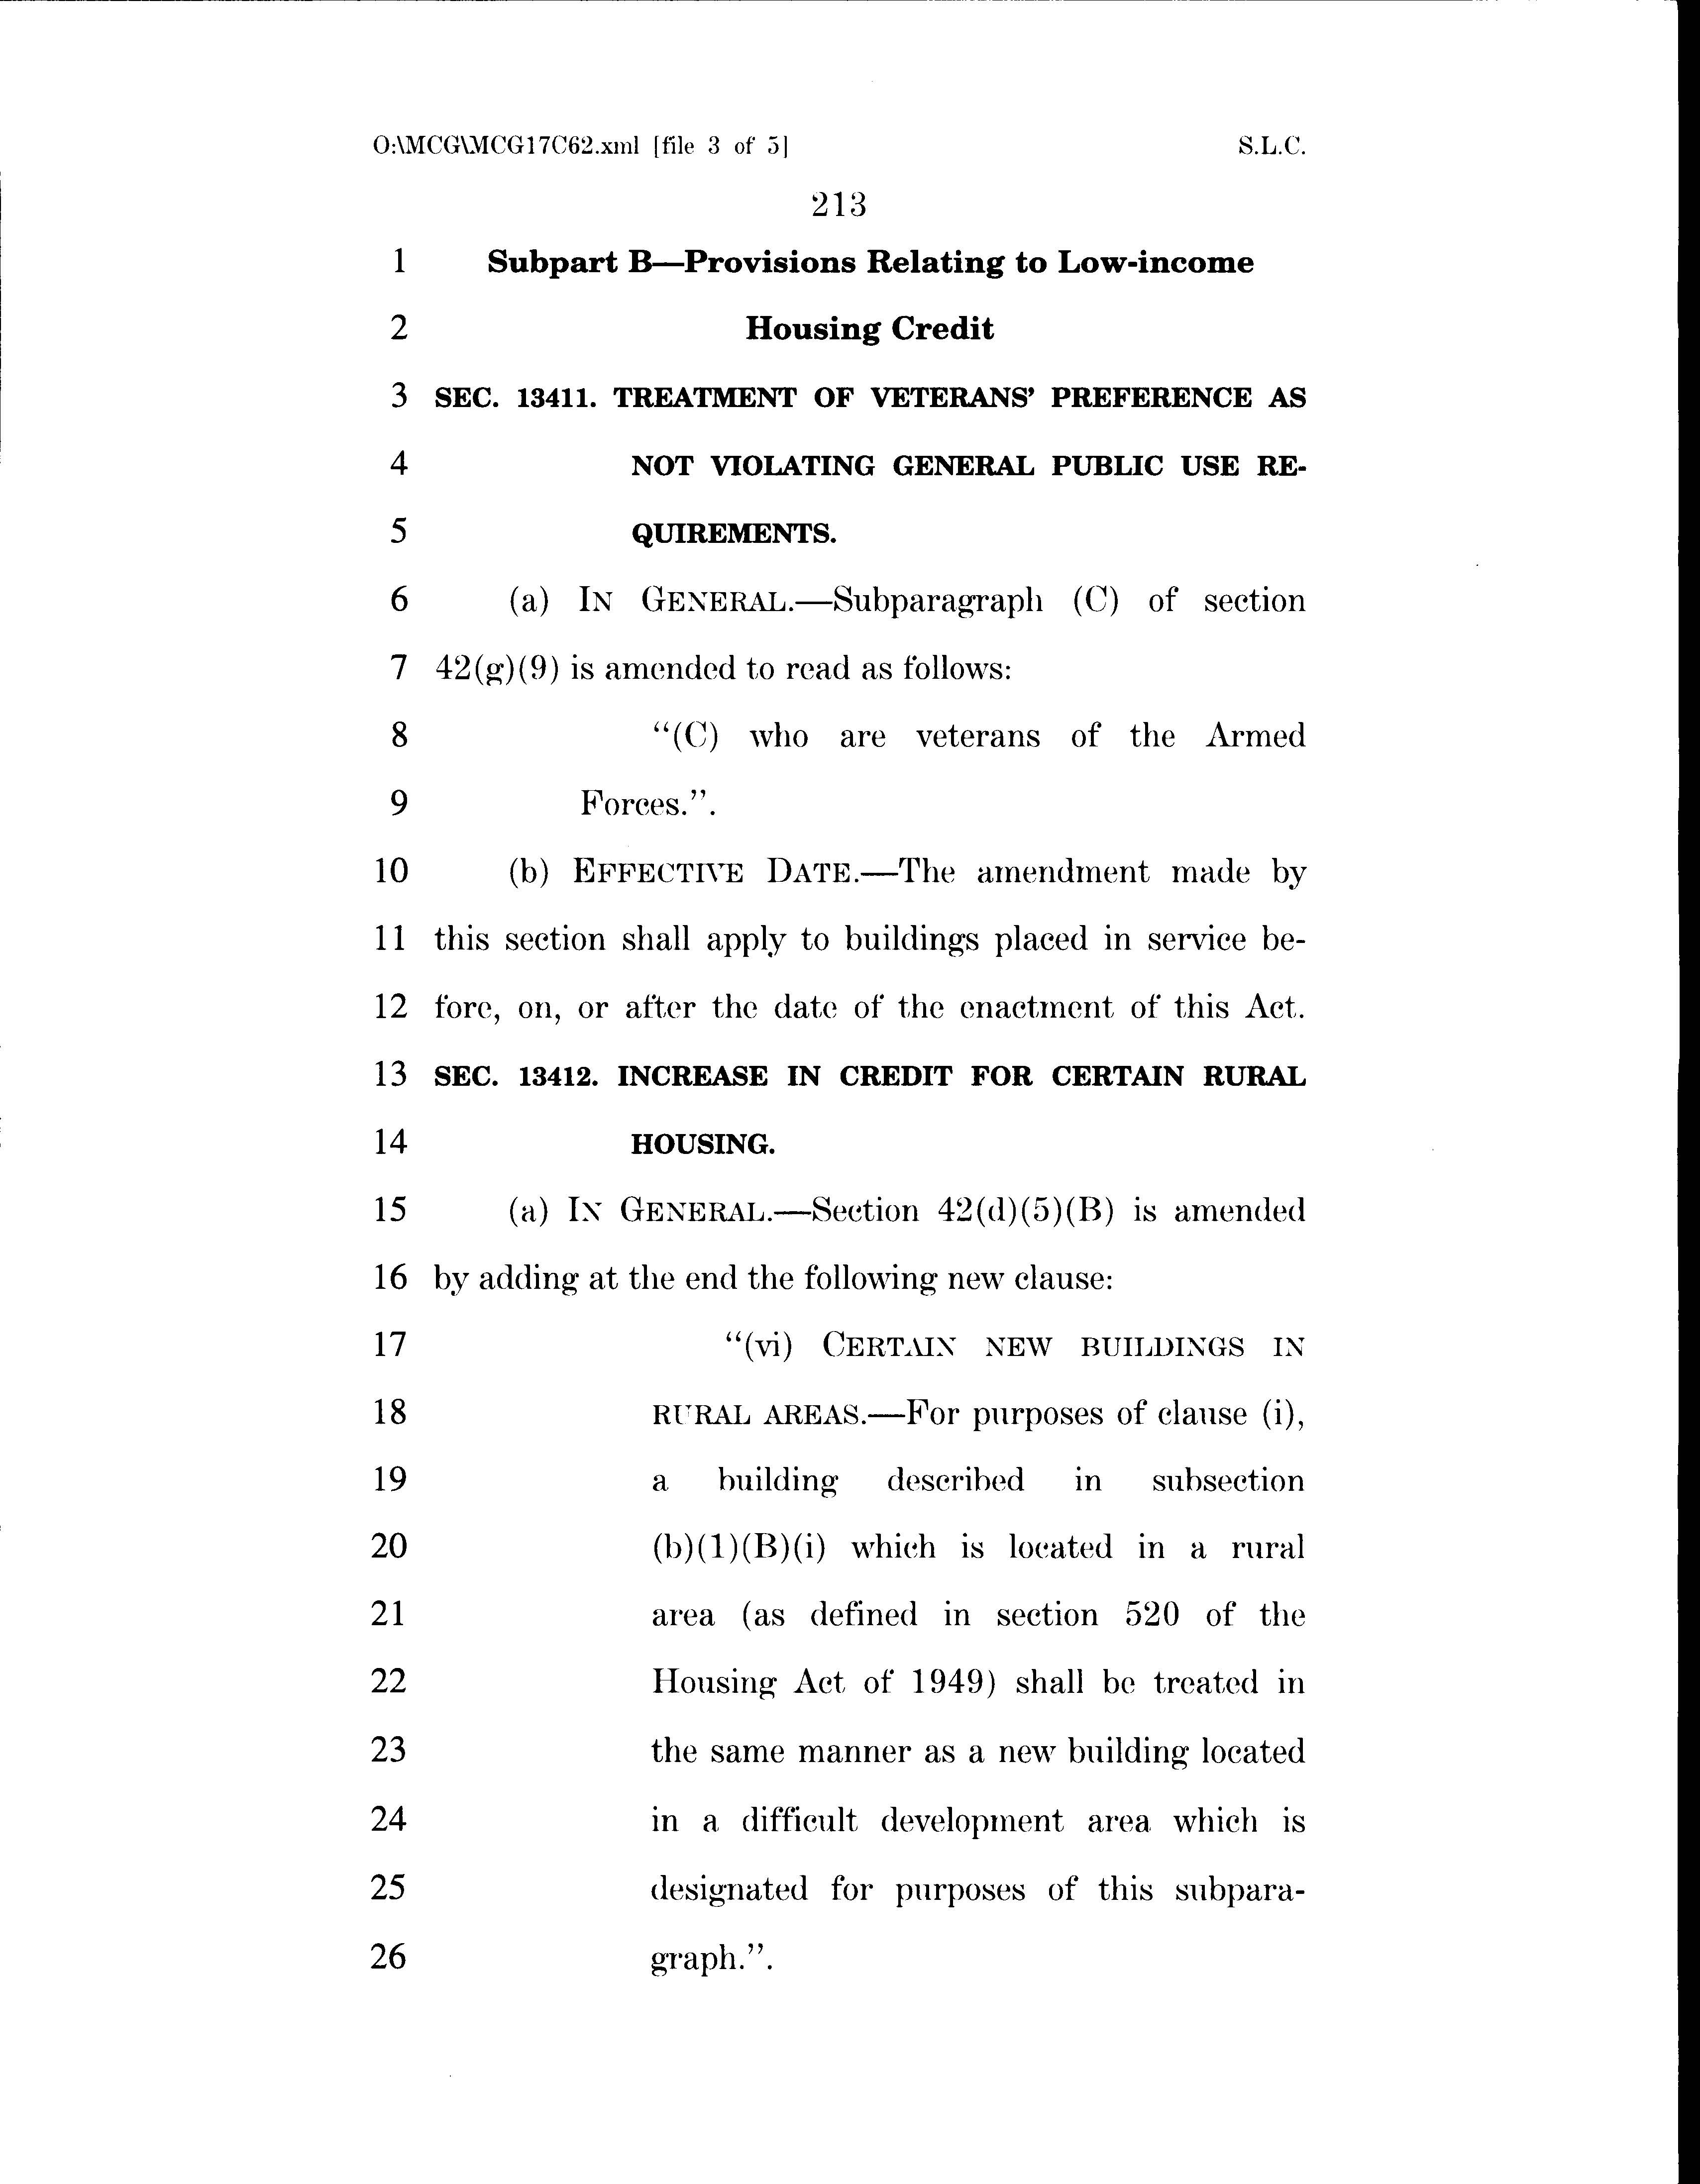 O:\MCG\MCG17C62.xml [file 3 of 5] S.L.C.
213
1 Subpart B—Provisions Relating to Low-income
2 Housing Credit
3 SEC. 13411. TREATMENT OF VETERANS’ PREFERENCE AS
4 NOT VIOLATING GENERAL PUBLIC USE RE-
5 QUIREMENTS.
6 (a) IN GENERAL.—Subparagraph (C) of section
7 42(g)(9) is amended to read as follows:
8 “(C) who are veterans of the Armed
9 Forces.”.
10 (b) EFFECTIVE DATE.—The amendment made by
11 this section shall apply to buildings placed in service be-
12 fore, on, or after the date of the enactment of this Act.
13 SEC. 13412. INCREASE IN CREDIT FOR CERTAIN RURAL
14 HOUSING.
15 (a) IN GENERAL.—Section 42(d)(5)(B) is amended
16 by adding at the end the following new clause:
17 “(vi) CERTAIN NEW BUILDINGS IN
18 RURAL AREAS.—For purposes of clause (i),
19 a building described in subsection
20 (b)(1)(B)(i) which is located in a rural
21 area (as defined in section 520 of the
22 Housing Act of 1949) shall be treated in
23 the same manner as a new building located
24 in a difficult development area which is
25 designated for purposes of this subpara-
26 graph.”.